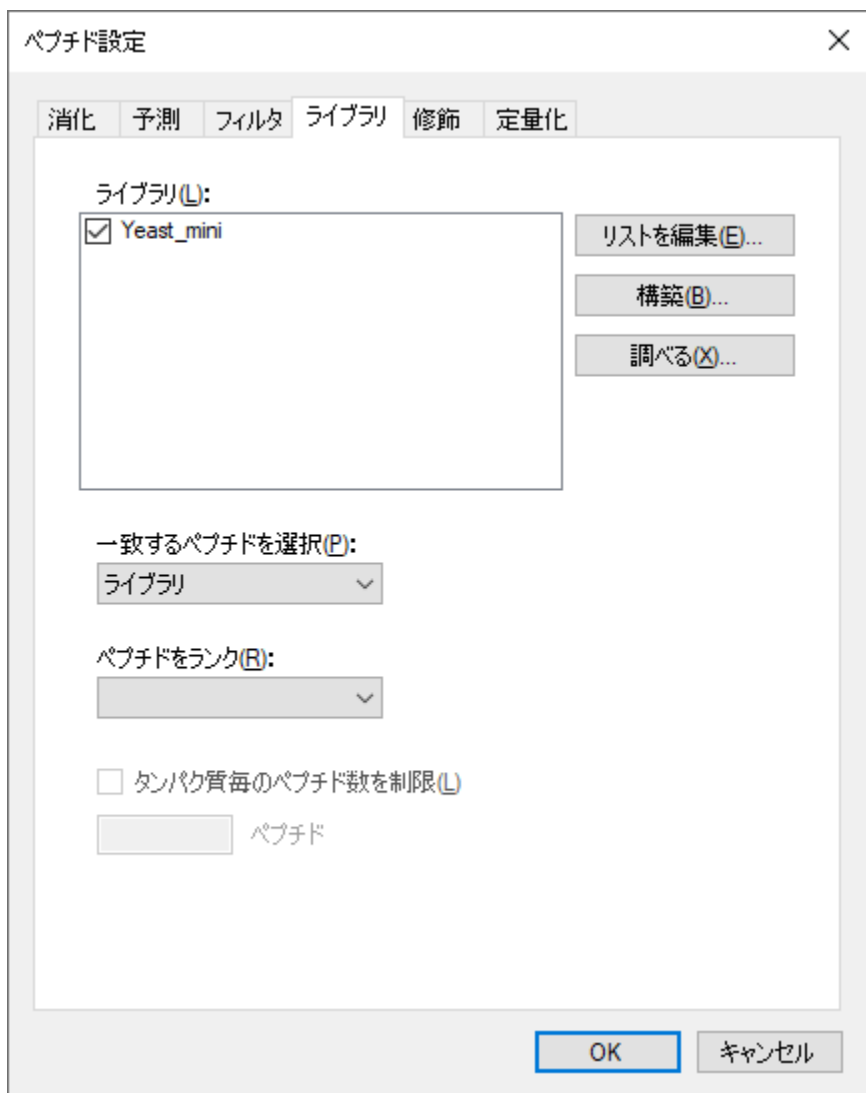 ペプチド設定
消化 予測 フィルタ ライブラリ 修飾 定量化
ライブラリ(L):
Yeast_mini
リストを編集(E)...
構築(B)...
調べる(X)...
一致するペプチドを選択(P):
ライブラリ
ペプチドをランク(R):
タンパク質毎のペプチド数を制限(L)
ペプチド
OK キャンセル